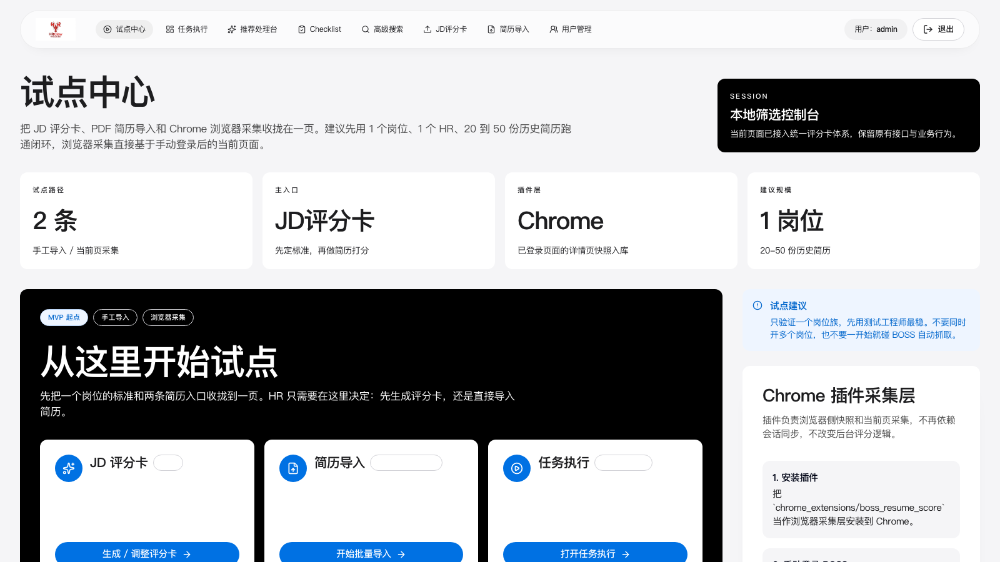 HRClaw
试点中心
任务执行
推荐处理台
Checklist
高级搜索
JD评分卡
简历导入
用户管理
用户：admin
退出
试点中心
把 JD 评分卡、PDF 简历导入和 Chrome 浏览器采集收拢在一页。建议先用 1 个岗位、1 个 HR、20 到 50 份历史简历跑
通闭环，浏览器采集直接基于手动登录后的当前页面。
SESSION
本地筛选控制台
当前页面已接入统一评分卡体系，保留原有接口与业务行为。
试点路径
2 条
手工导入 / 当前页采集
主入口
JD评分卡
先定标准，再做简历打分
插件层
Chrome
已登录页面的详情页快照入库
建议规模
1 岗位
20–50 份历史简历
MVP 起点
手工导入
浏览器采集
从这里开始试点
先把一个岗位的标准和两条简历入口收拢到一页。HR 只需要在这里决定：先生成评分卡，还是直接导入
简历。
JD 评分卡
生成 / 调整评分卡 →
简历导入
开始批量导入 →
任务执行
打开任务执行 →
试点建议
只验证一个岗位族，先用测试工程师最稳。不要同时
开多个岗位，也不要一开始就碰 BOSS 自动抓取。
Chrome 插件采集层
插件负责浏览器侧快照和当前页采集，不再依赖
会话同步，不改变后台评分逻辑。
1. 安装插件
把
`chrome_extensions/boss_resume_score`
当作浏览器采集层安装到 Chrome。